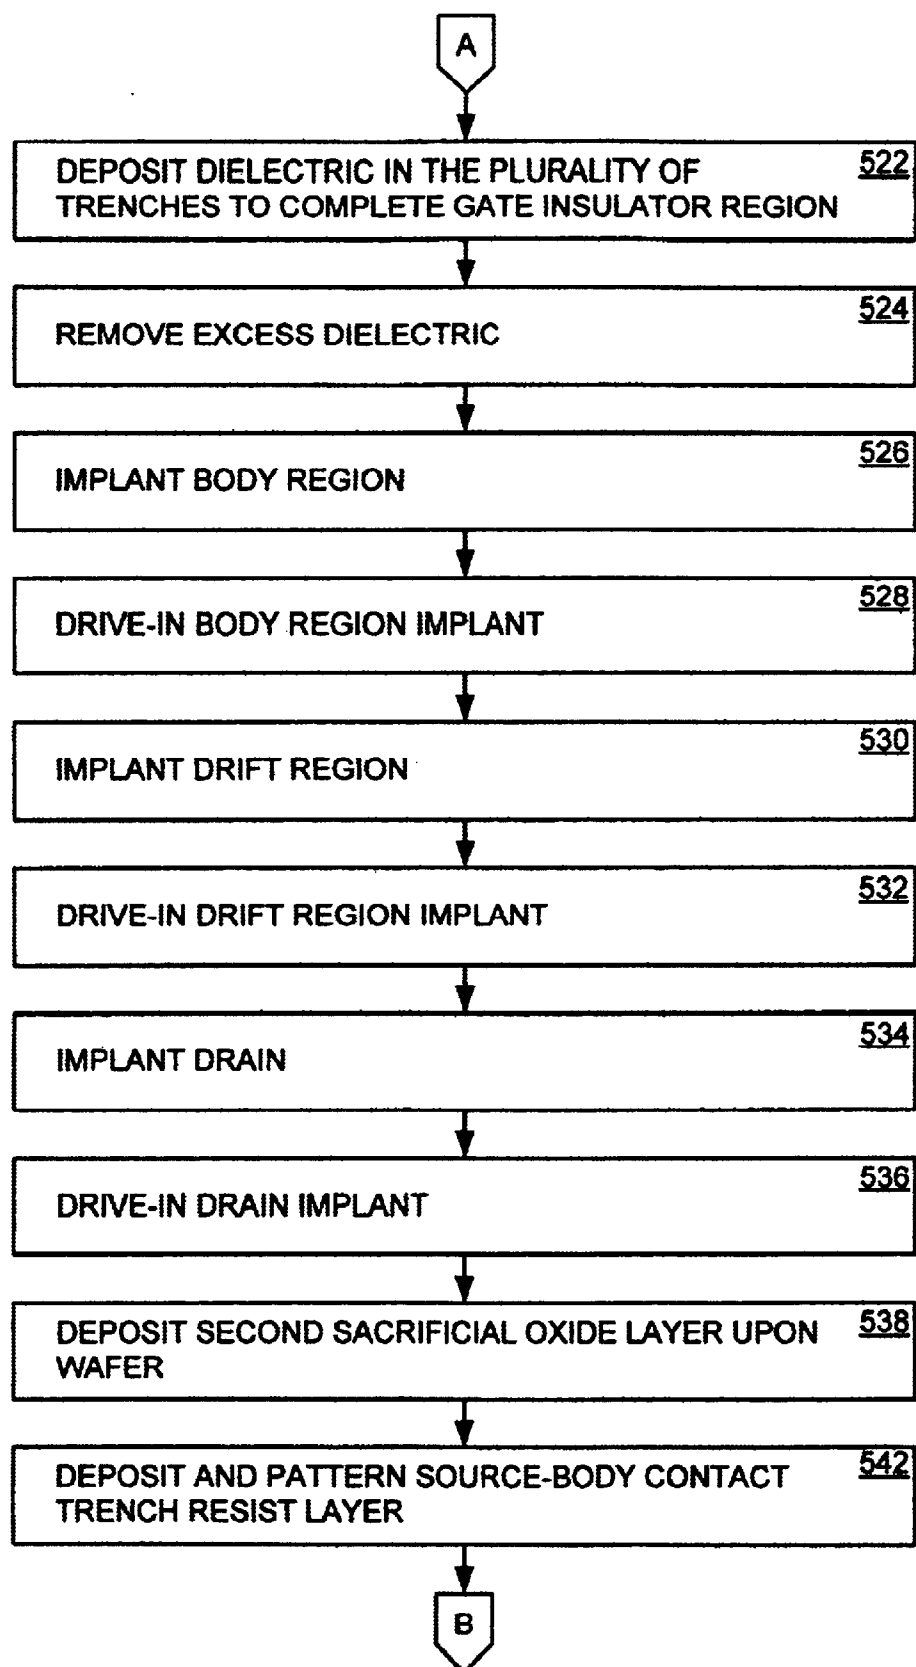 A
DEPOSIT DIELECTRIC IN THE PLURALITY OF
TRENCHES TO COMPLETE GATE INSULATOR REGION
522
REMOVE EXCESS DIELECTRIC
524
IMPLANT BODY REGION
526
DRIVE-IN BODY REGION IMPLANT
528
IMPLANT DRIFT REGION
530
DRIVE-IN DRIFT REGION IMPLANT
532
IMPLANT DRAIN
534
DRIVE-IN DRAIN IMPLANT
536
DEPOSIT SECOND SACRIFICIAL OXIDE LAYER UPON
WAFER
538
DEPOSIT AND PATTERN SOURCE-BODY CONTACT
TRENCH RESIST LAYER
542
B